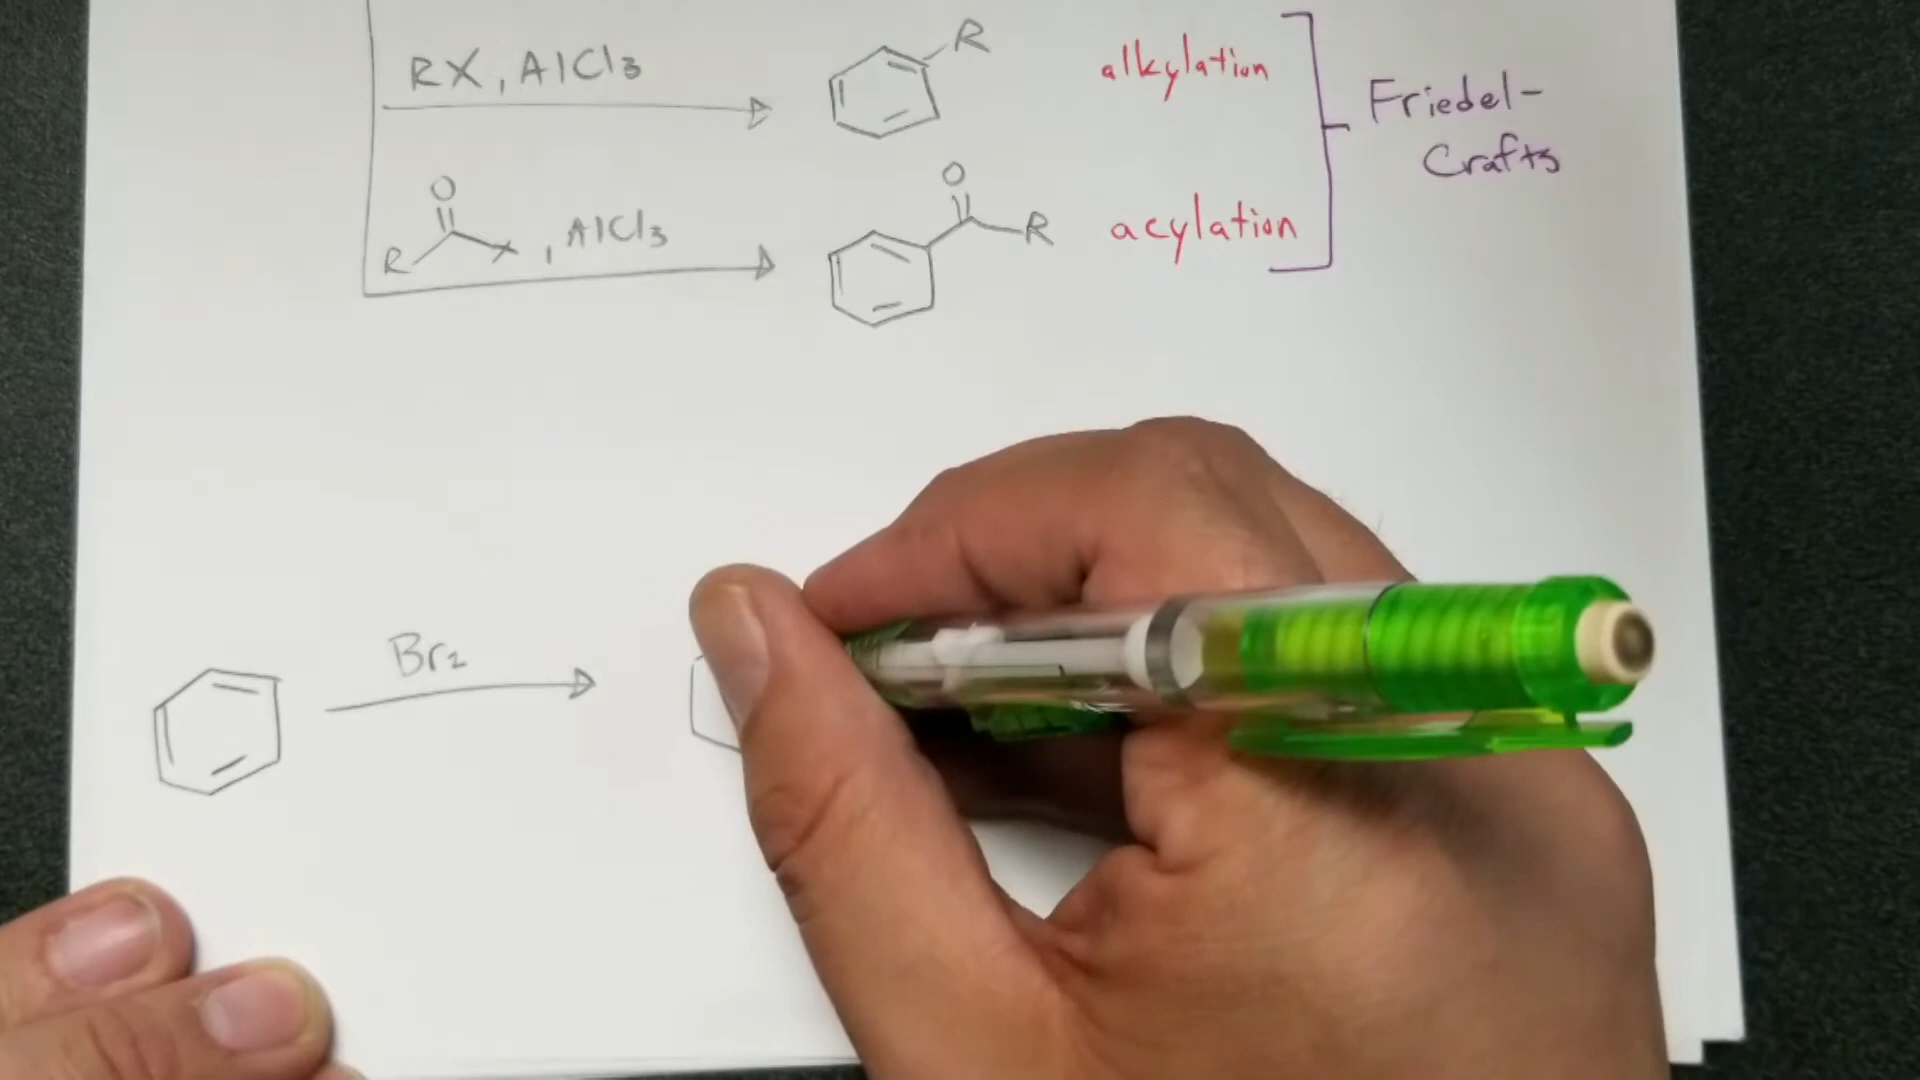 RX, AlCl3
R
alkylation
Friedel-
Crafts
O
R X , AlCl3
O
R
acylation
Br2